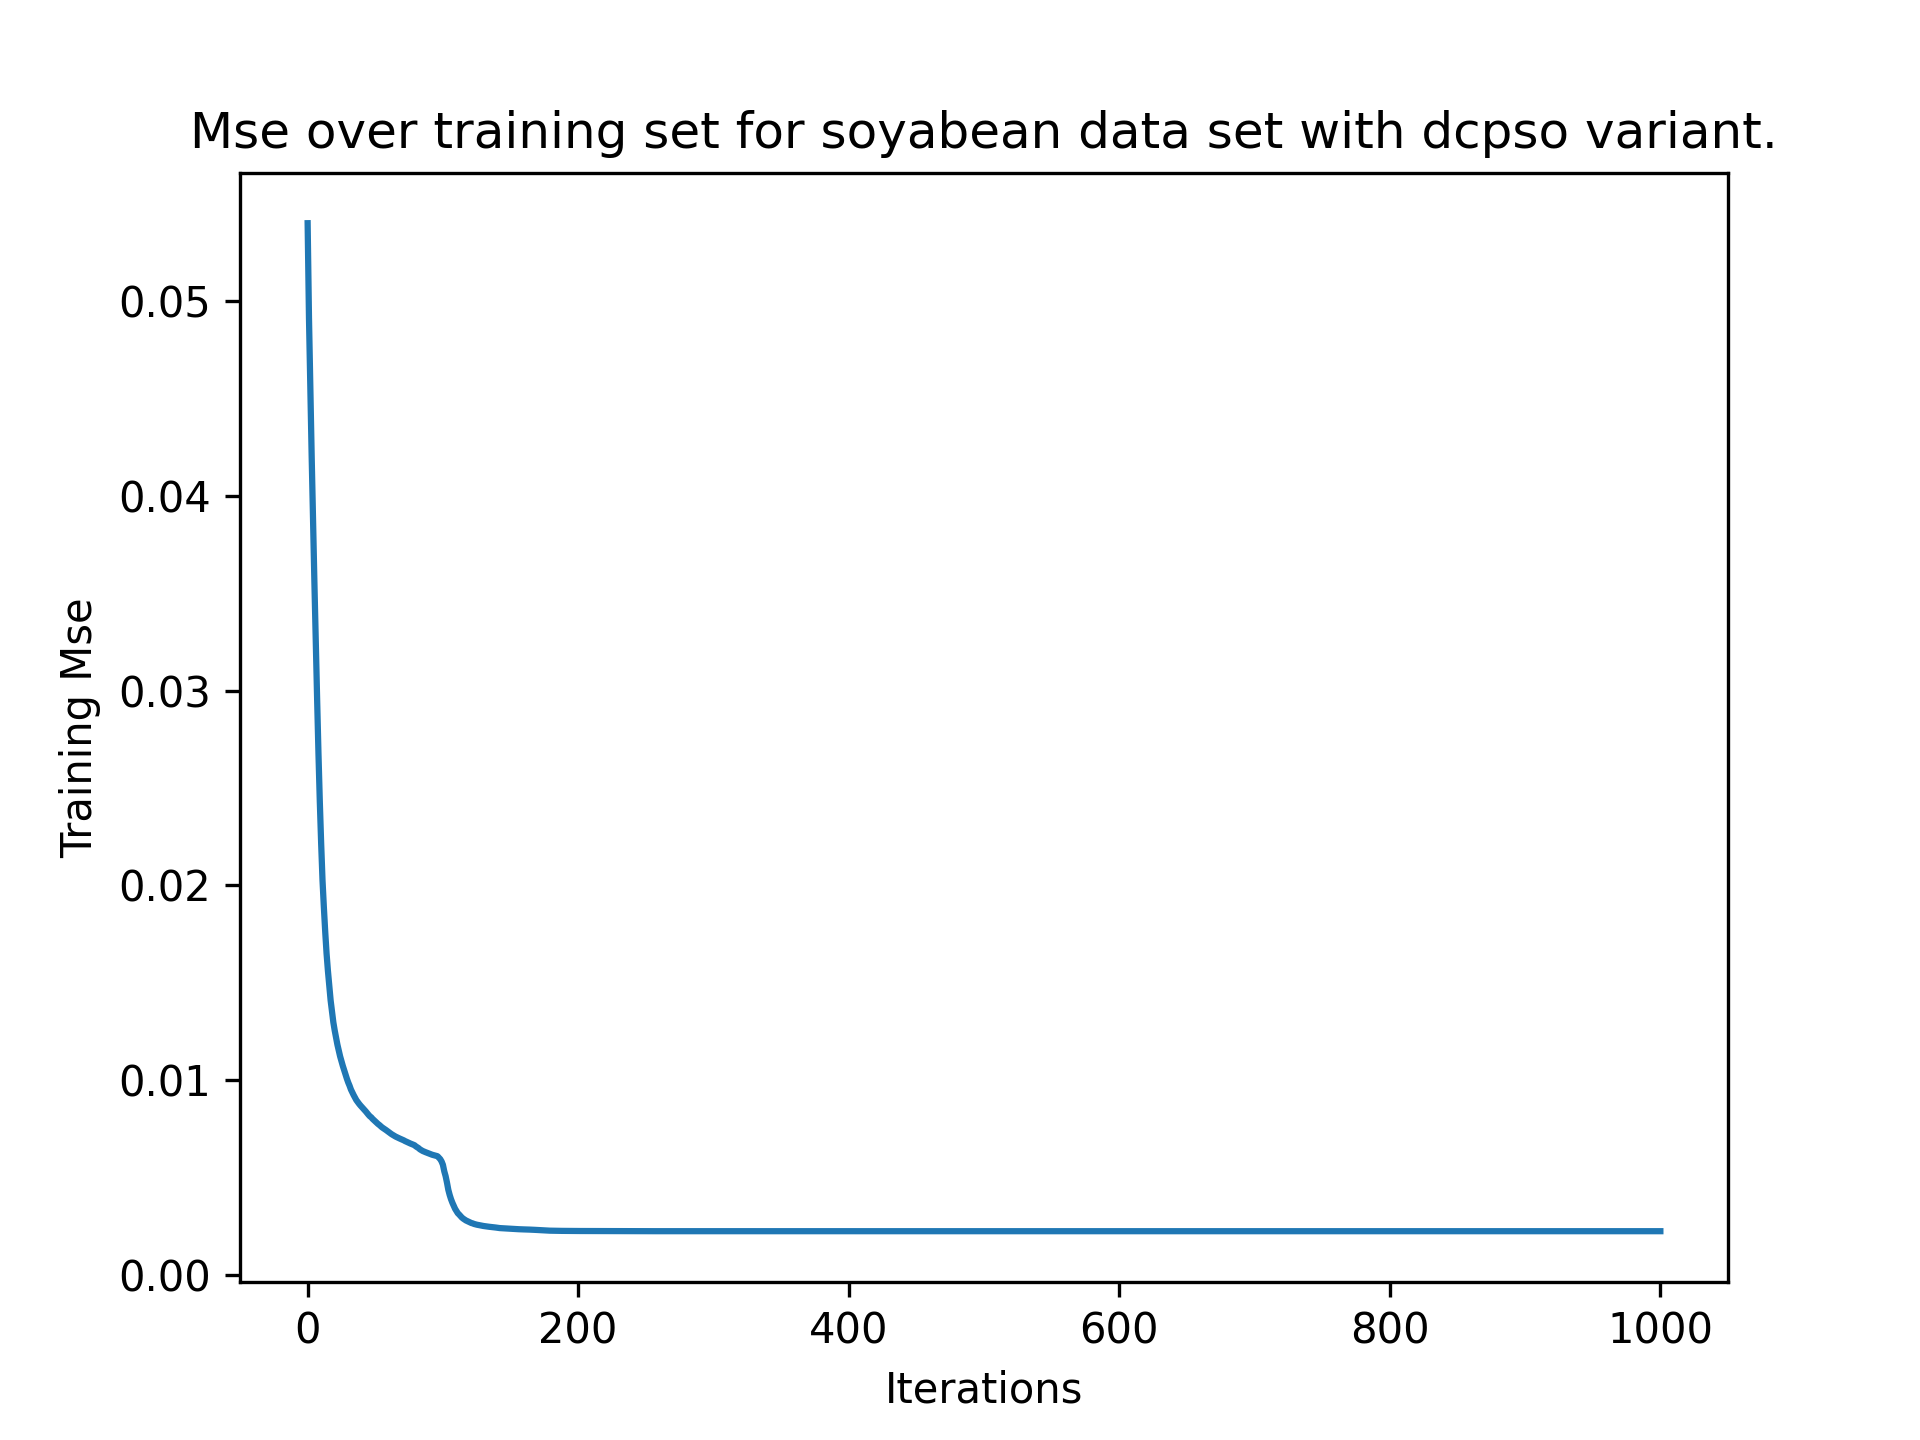 Mse over training set for soyabean data set with dcpso variant.
Training Mse
0.05
0.04
0.03
0.02
0.01
0.00
0 200 400 600 800 1000
Iterations